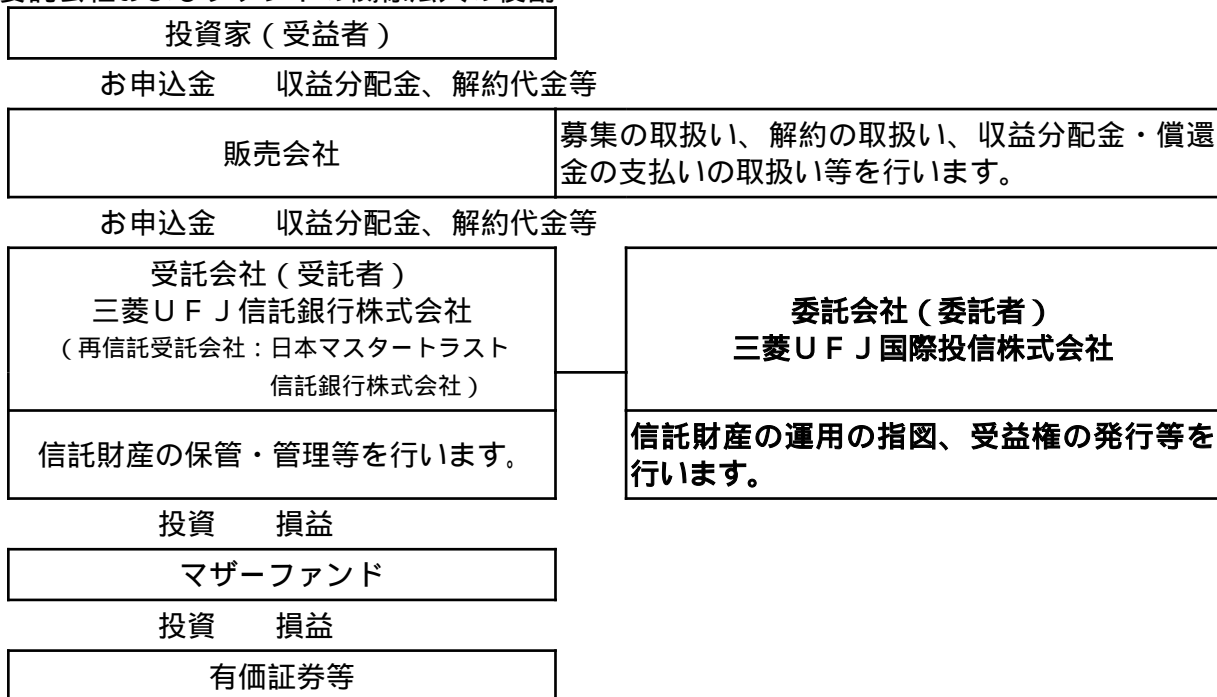 投資家(受益者)
お申込金 収益分配金、解約代金等
販売会社
募集の取扱い、解約の取扱い、収益分配金・償還
金の支払いの取扱い等を行います。
お申込金 収益分配金、解約代金等
受託会社(受託者)
三菱UFJ信託銀行株式会社
(再信託受託会社:日本マスタートラスト
信託銀行株式会社)
信託財産の保管・管理等を行います。
委託会社(委託者)
三菱UFJ国際投信株式会社
信託財産の運用の指図、受益権の発行等を
行います。
投資 損益
マザーファンド
投資 損益
有価証券等